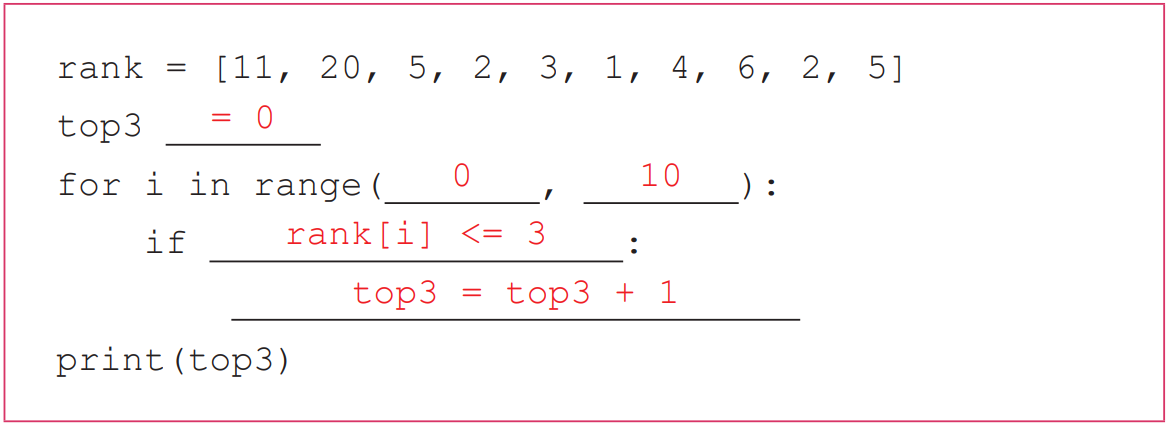 rank = [11, 20, 5, 2, 3, 1, 4, 6, 2, 5]
top3 = 0
for i in range( 0 , 10 ):
    if rank[i] <= 3 :
        top3 = top3 + 1
print(top3)